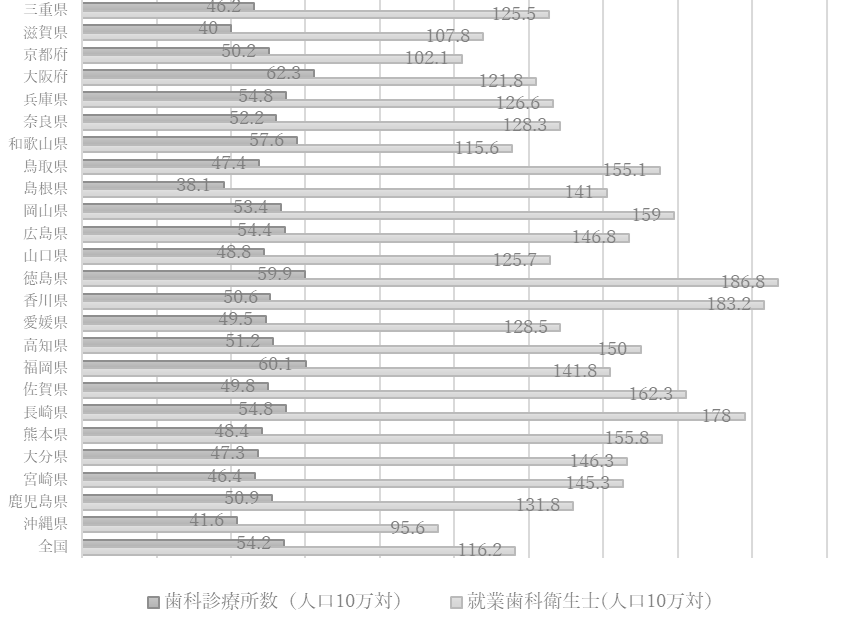 三重県 46.2 125.5
滋賀県 40 107.8
京都府 50.2 102.1
大阪府 62.3 121.8
兵庫県 54.8 126.6
奈良県 52.2 128.3
和歌山県 57.6 115.6
鳥取県 47.4 155.1
島根県 38.1 141
岡山県 53.4 159
広島県 54.4 146.8
山口県 48.8 125.7
徳島県 59.9 186.8
香川県 50.6 183.2
愛媛県 49.5 128.5
高知県 51.2 150
福岡県 60.1 141.8
佐賀県 49.8 162.3
長崎県 54.8 178
熊本県 48.4 155.8
大分県 47.3 146.3
宮崎県 46.4 145.3
鹿児島県 50.9 131.8
沖縄県 41.6 95.6
全国 54.2 116.2
歯科診療所数（人口10万対） 就業歯科衛生士(人口10万対)